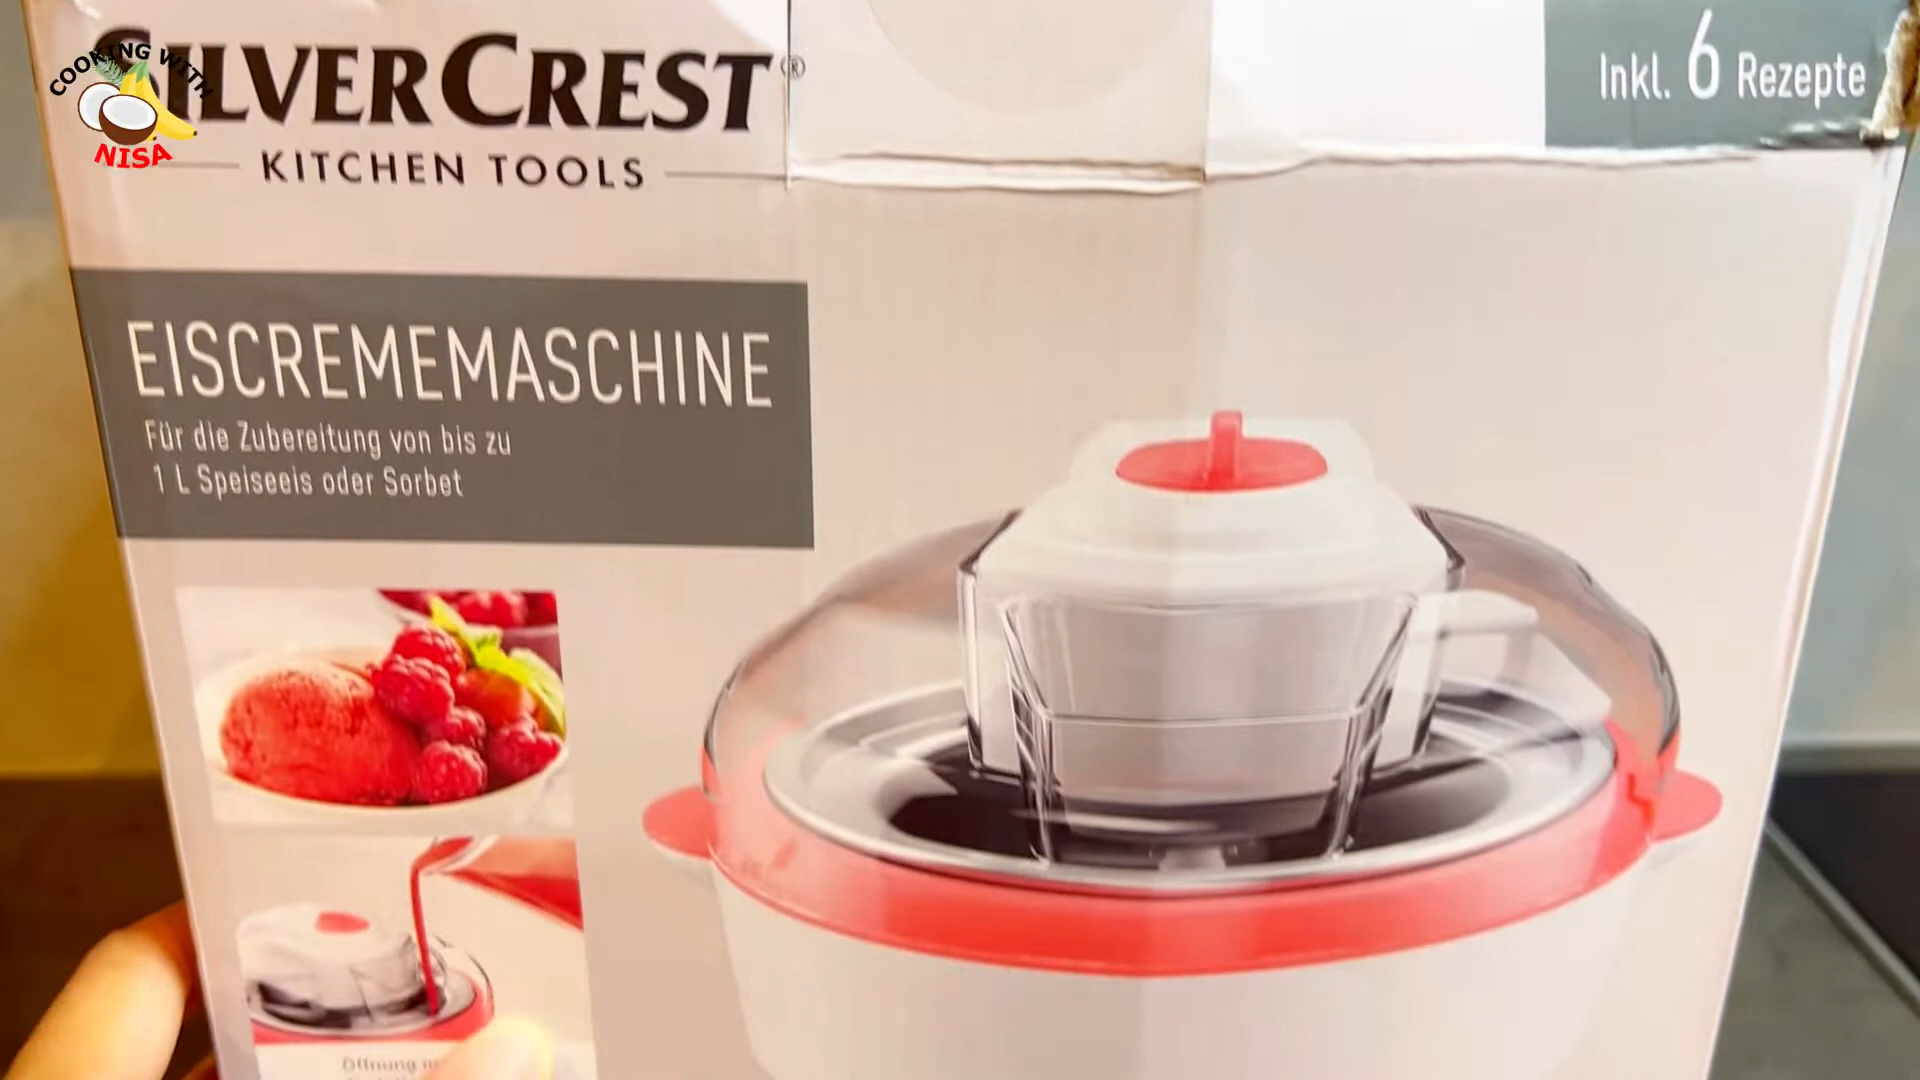 COOKING WITH
NISA
SILVERCREST®
KITCHEN TOOLS
Inkl. 6 Rezepte
EISCREMEMASCHINE
Für die Zubereitung von bis zu
1 L Speiseeis oder Sorbet
Öffnung